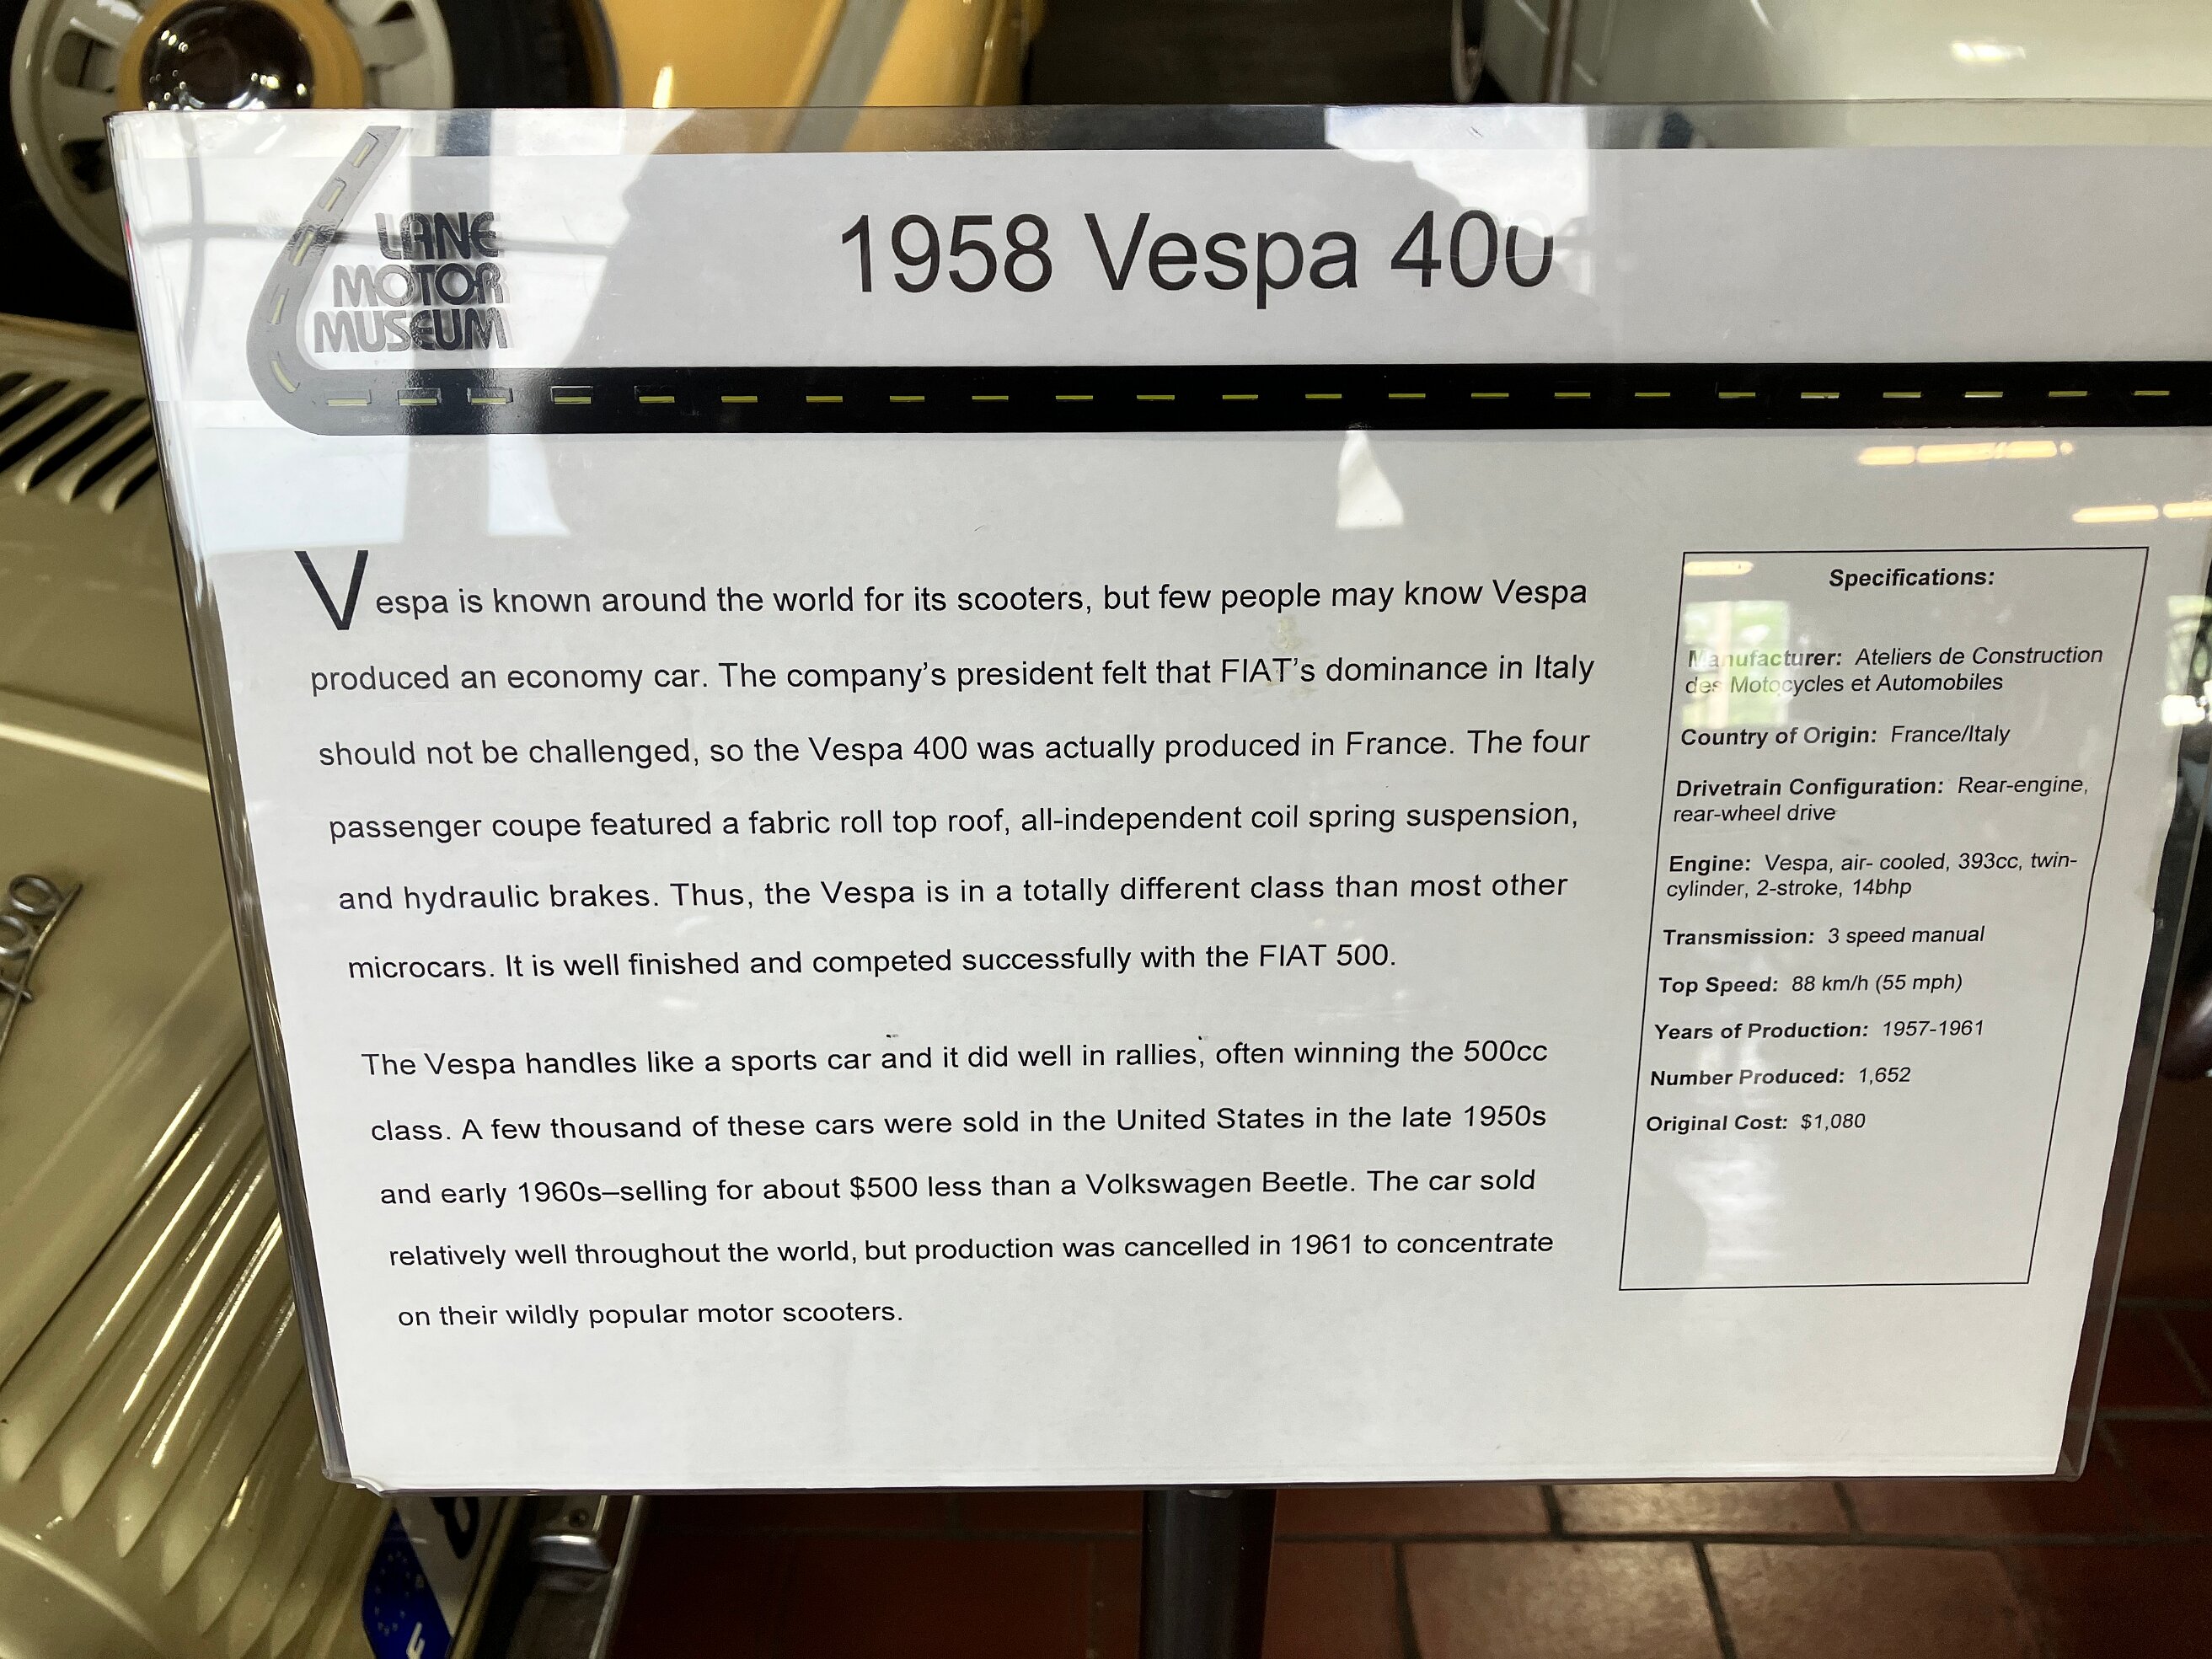 LANE
MOTOR
MUSEUM
1958 Vespa 400
Vespa is known around the world for its scooters, but few people may know Vespa
produced an economy car. The company's president felt that FIAT's dominance in Italy
should not be challenged, so the Vespa 400 was actually produced in France. The four
passenger coupe featured a fabric roll top roof, all-independent coil spring suspension,
and hydraulic brakes. Thus, the Vespa is in a totally different class than most other
microcars. It is well finished and competed successfully with the FIAT 500.
The Vespa handles like a sports car and it did well in rallies, often winning the 500cc
class. A few thousand of these cars were sold in the United States in the late 1950s
and early 1960s–selling for about $500 less than a Volkswagen Beetle. The car sold
relatively well throughout the world, but production was cancelled in 1961 to concentrate
on their wildly popular motor scooters.
Specifications:
Manufacturer: Ateliers de Construction
des Motocycles et Automobiles
Country of Origin: France/Italy
Drivetrain Configuration: Rear-engine,
rear-wheel drive
Engine: Vespa, air- cooled, 393cc, twin-
cylinder, 2-stroke, 14bhp
Transmission: 3 speed manual
Top Speed: 88 km/h (55 mph)
Years of Production: 1957-1961
Number Produced: 1,652
Original Cost: $1,080
400
F